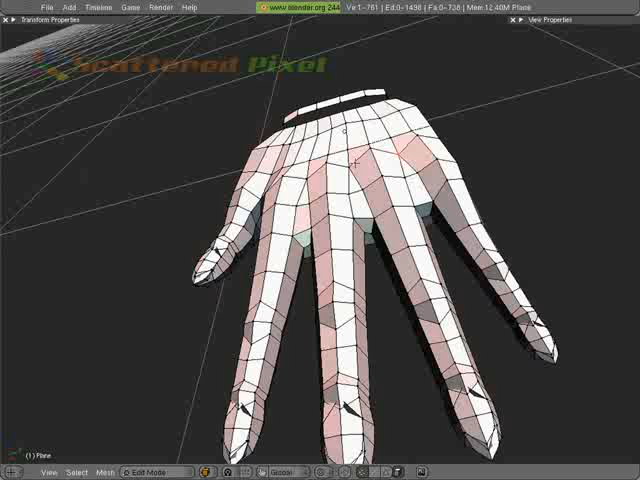 File Add Timeline Game Render Help www.blender.org 244 Ve:1-761 | Ed:0-1498 | Fa:0-738 | Mem:12.40M Plane
Transform Properties View Properties
Scattered Pixel
(1) Plane
View Select Mesh Edit Mode Global